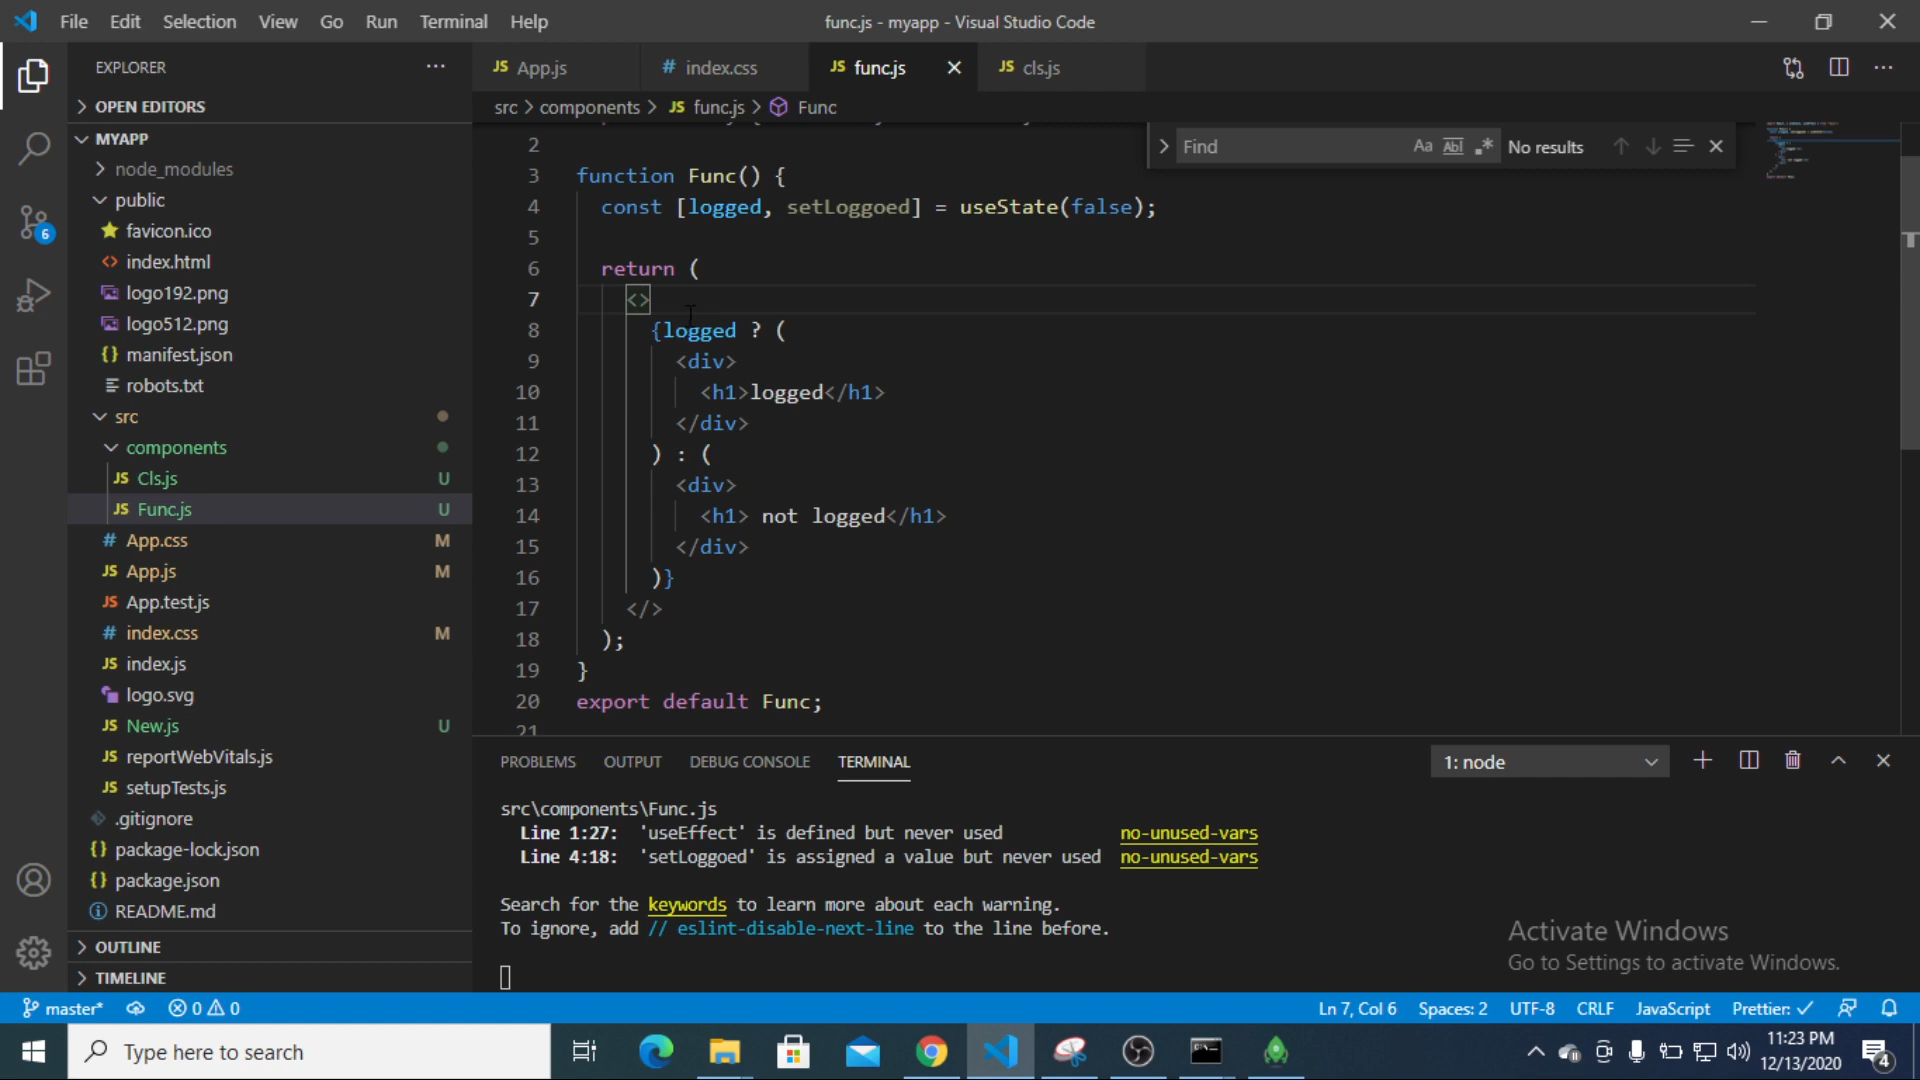 File Edit Selection View Go Run Terminal Help
func.js - myapp - Visual Studio Code
EXPLORER
OPEN EDITORS
MYAPP
node_modules
public
favicon.ico
index.html
logo192.png
logo512.png
manifest.json
robots.txt
src
components
JS Cls.js U
JS Func.js U
# App.css M
JS App.js M
JS App.test.js
# index.css M
JS index.js
logo.svg
JS New.js U
JS reportWebVitals.js
JS setupTests.js
.gitignore
{} package-lock.json
{} package.json
README.md
OUTLINE
TIMELINE
JS App.js # index.css JS func.js JS cls.js
src > components > JS func.js > Func
Find Aa Abl .* No results
2
3 function Func() {
4 const [logged, setLoggoed] = useState(false);
5
6 return (
7 <>
8 {logged ? (
9 <div>
10 <h1>logged</h1>
11 </div>
12 ) : (
13 <div>
14 <h1> not logged</h1>
15 </div>
16 )}
17 </>
18 );
19 }
20 export default Func;
21
PROBLEMS OUTPUT DEBUG CONSOLE TERMINAL 1: node
src\components\Func.js
Line 1:27: 'useEffect' is defined but never used no-unused-vars
Line 4:18: 'setLoggoed' is assigned a value but never used no-unused-vars
Search for the keywords to learn more about each warning.
To ignore, add // eslint-disable-next-line to the line before.
Activate Windows
Go to Settings to activate Windows.
6
master* 0 0 Ln 7, Col 6 Spaces: 2 UTF-8 CRLF JavaScript Prettier: ✓
Type here to search
11:23 PM
12/13/2020
4